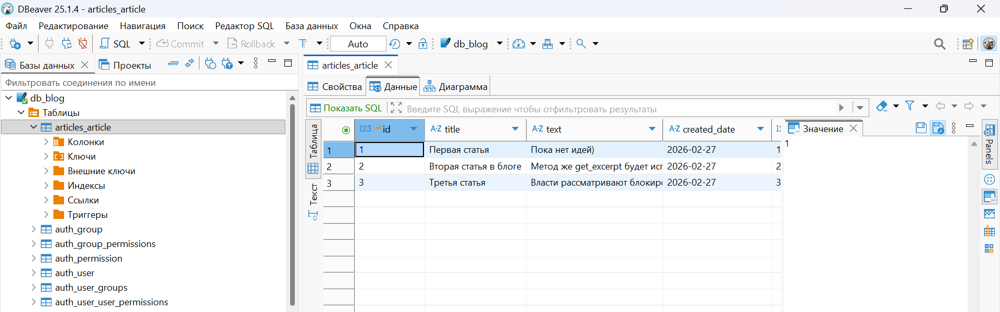 DBeaver 25.1.4 - articles_article
Файл Редактирование Навигация Поиск Редактор SQL База данных Окна Справка
SQL Commit Rollback Auto db_blog
Базы данных Проекты
Фильтровать соединения по имени
db_blog
Таблицы
articles_article
Колонки
Ключи
Внешние ключи
Индексы
Ссылки
Триггеры
auth_group
auth_group_permissions
auth_permission
auth_user
auth_user_groups
auth_user_user_permissions
articles_article
Свойства Данные Диаграмма
Показать SQL Введите SQL выражение чтобы отфильтровать результаты
Таблица
Текст
123 id A-Z title A-Z text A-Z created_date
1 1 Первая статья Пока нет идей) 2026-02-27 1
2 2 Вторая статья в блоге Метод же get_excerpt будет исп 2026-02-27 2
3 3 Третья статья Власти рассматривают блокиро 2026-02-27 3
Значение
1
Panels